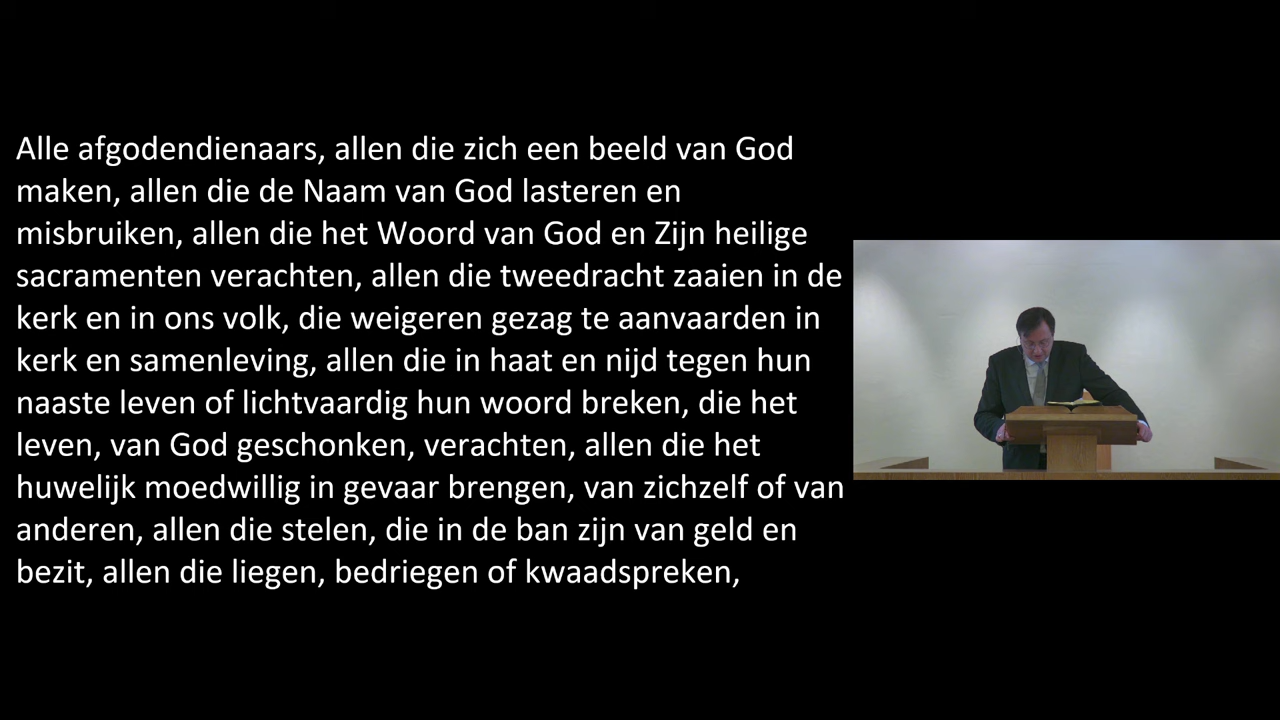 Alle afgodendienaars, allen die zich een beeld van God
maken, allen die de Naam van God lasteren en
misbruiken, allen die het Woord van God en Zijn heilige
sacramenten verachten, allen die tweedracht zaaien in de
kerk en in ons volk, die weigeren gezag te aanvaarden in
kerk en samenleving, allen die in haat en nijd tegen hun
naaste leven of lichtvaardig hun woord breken, die het
leven, van God geschonken, verachten, allen die het
huwelijk moedwillig in gevaar brengen, van zichzelf of van
anderen, allen die stelen, die in de ban zijn van geld en
bezit, allen die liegen, bedriegen of kwaadspreken,